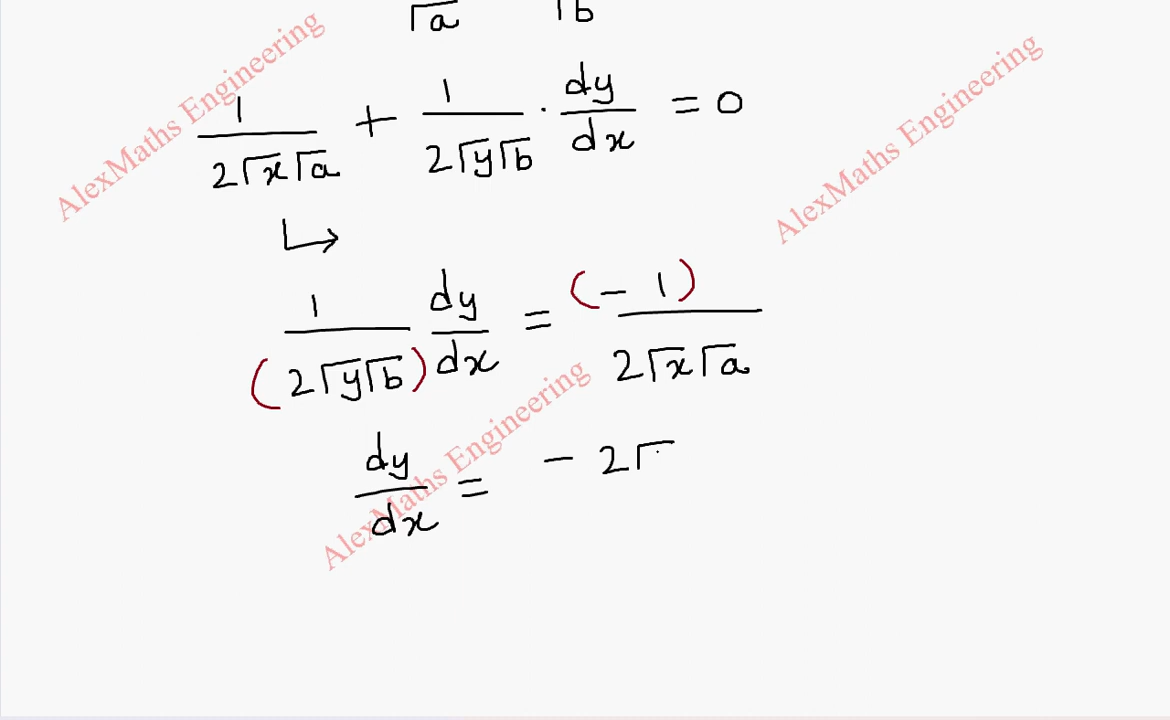 √a √b
1/(2√x√a) + 1/(2√y√b) · dy/dx = 0
↳
1/(2√y√b) dy/dx = (-1)/(2√x√a)
dy/dx = - 2√
AlexMaths Engineering
AlexMaths Engineering
AlexMaths Engineering